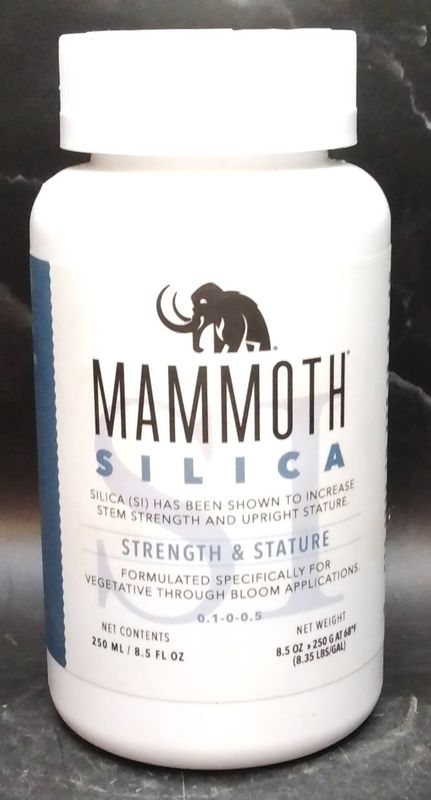 MAMMOTH
SILICA
SILICA (SI) HAS BEEN SHOWN TO INCREASE
STEM STRENGTH AND UPRIGHT STATURE.
STRENGTH & STATURE
FORMULATED SPECIFICALLY FOR
VEGETATIVE THROUGH BLOOM APPLICATIONS.
0.1-0-0.5
NET CONTENTS
250 ML / 8.5 FL OZ
NET WEIGHT
8.5 OZ • 250 G AT 68°F
(8.35 LBS/GAL)
SI